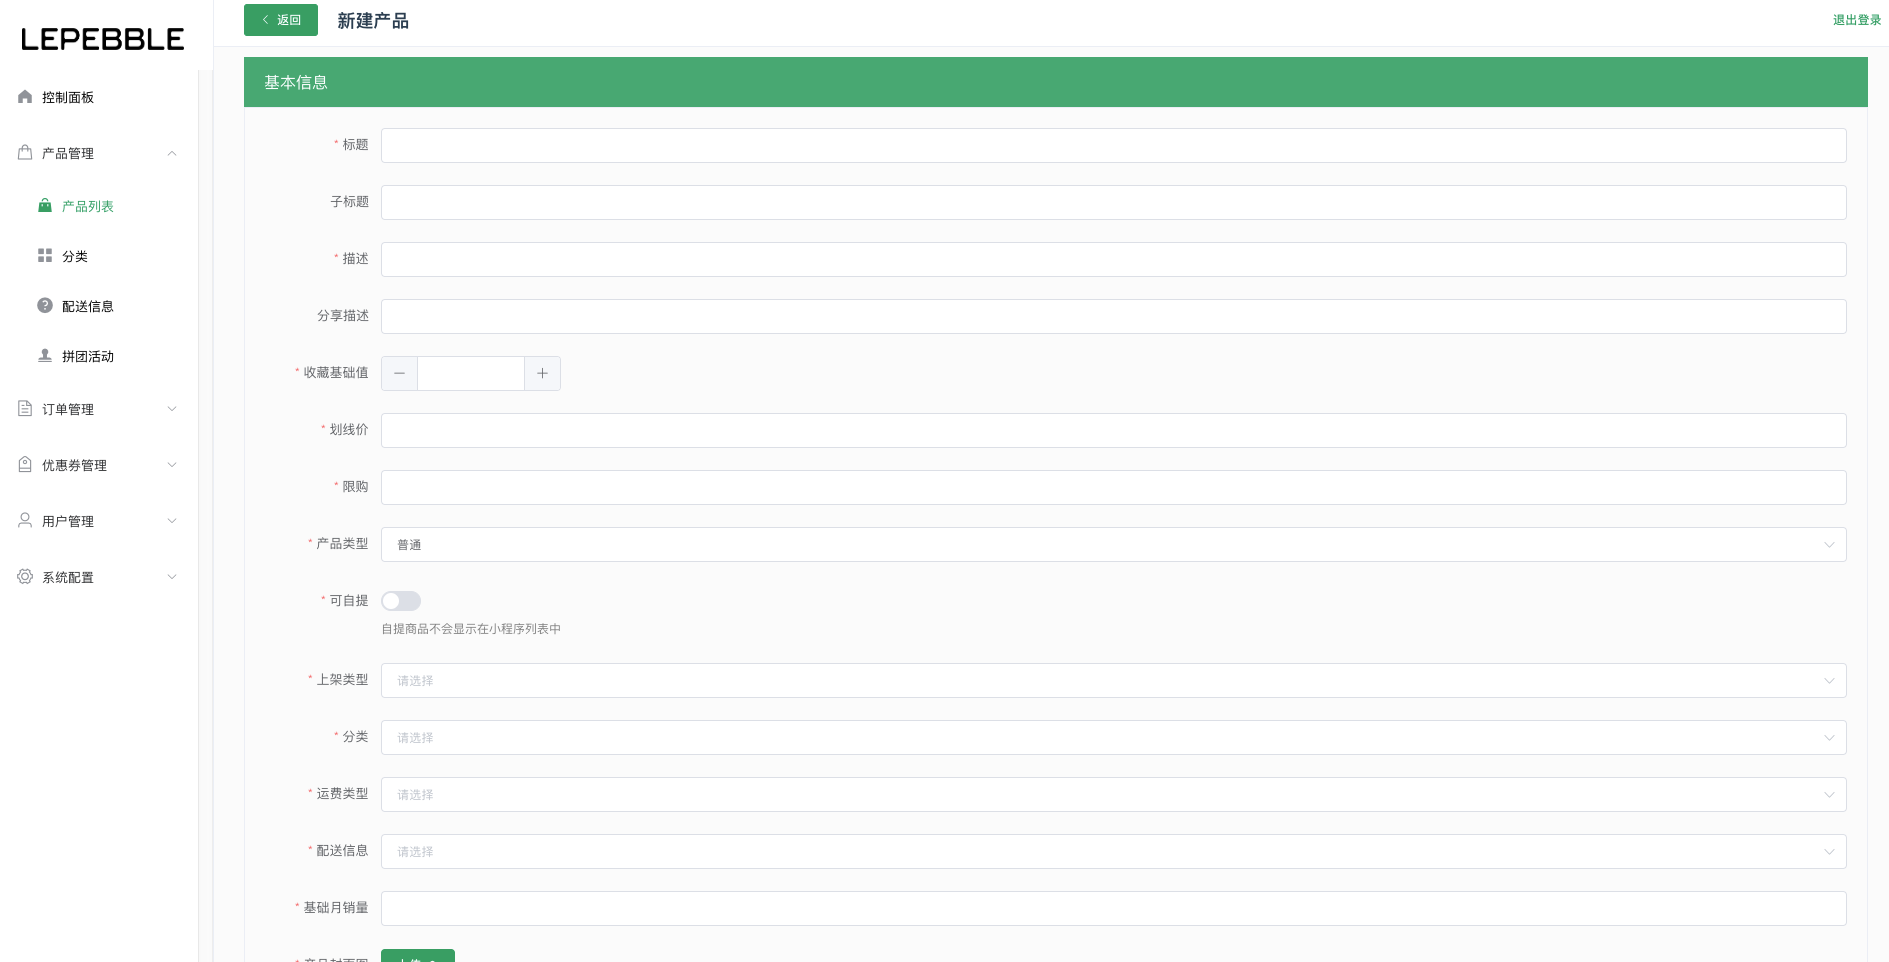 LEPEBBLE
返回
新建产品
退出登录
控制面板
产品管理
产品列表
分类
配送信息
拼团活动
订单管理
优惠券管理
用户管理
系统配置
基本信息
* 标题
子标题
* 描述
分享描述
* 收藏基础值
* 划线价
* 限购
* 产品类型
普通
* 可自提
自提商品不会显示在小程序列表中
* 上架类型
请选择
* 分类
请选择
* 运费类型
请选择
* 配送信息
请选择
* 基础月销量